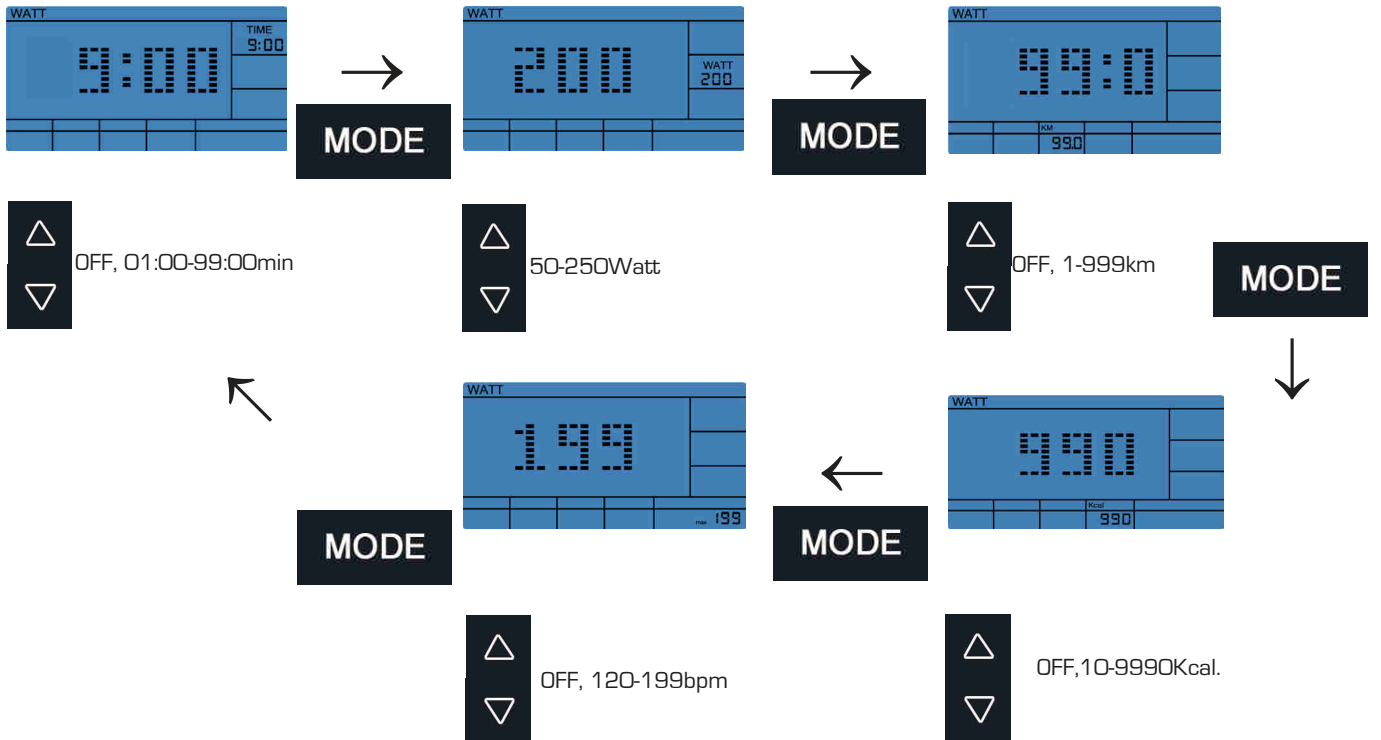 WATT
TIME
9:00
9:00
MODE
WATT
200
WATT
200
MODE
WATT
99:0
KM
99.0
OFF, 01:00-99:00min
50-250Watt
OFF, 1-999km
MODE
WATT
199
max 199
MODE
MODE
WATT
990
Kcal
990
OFF, 120-199bpm
OFF,10-9990Kcal.